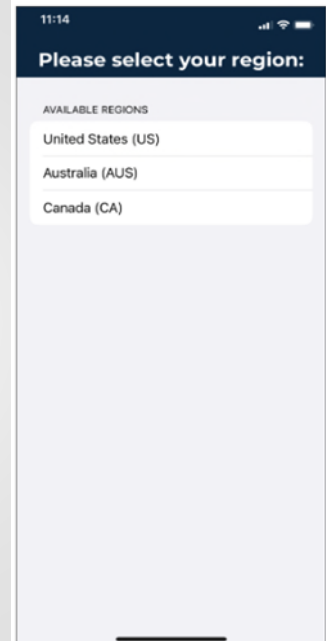 11:14
Please select your region:
AVAILABLE REGIONS
United States (US)
Australia (AUS)
Canada (CA)